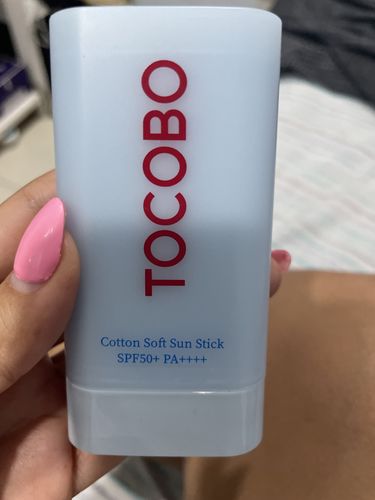 TOCOBO
Cotton Soft Sun Stick
SPF50+ PA++++